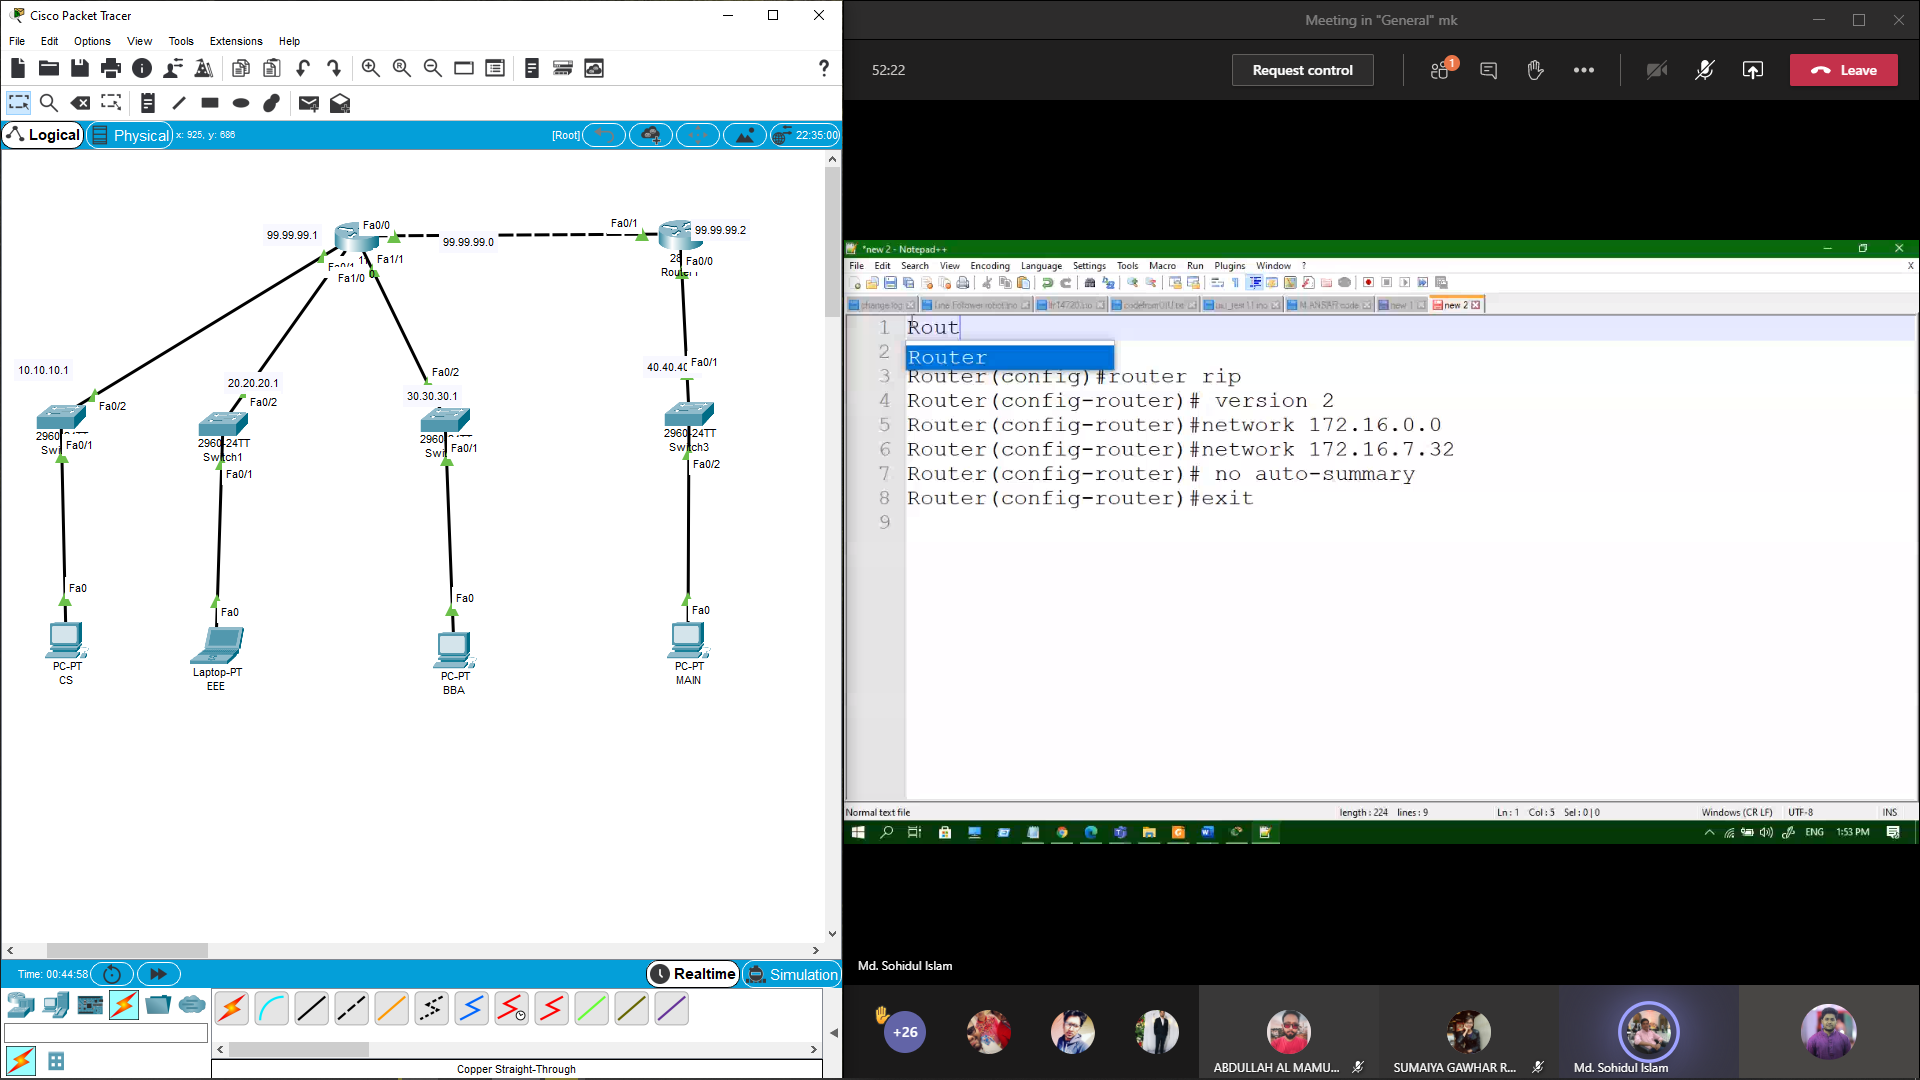 Cisco Packet Tracer
File Edit Options View Tools Extensions Help
Logical Physical x: 925, y: 686 [Root] 22:35:00
99.99.99.1 Fa0/0 99.99.99.0 Fa0/1 99.99.99.2
Fa1/1 Fa0/0
Fa1/0
10.10.10.1 Fa0/2
20.20.20.1 Fa0/2
Fa0/2 30.30.30.1
40.40.40 Fa0/1
Fa0/1
2960-24TT Switch1
Fa0/1
Fa0/1
2960-24TT Switch3
Fa0/2
Fa0
Fa0
Fa0
Fa0
PC-PT
CS
Laptop-PT
EEE
PC-PT
BBA
PC-PT
MAIN
Time: 00:44:58 Realtime Simulation
Copper Straight-Through
Meeting in "General" mk
52:22 Request control 1 Leave
*new 2 - Notepad++
File Edit Search View Encoding Language Settings Tools Macro Run Plugins Window ? X
change.log new 1 new 2
1 Rout
Router
2
3 Router(config)#router rip
4 Router(config-router)# version 2
5 Router(config-router)#network 172.16.0.0
6 Router(config-router)#network 172.16.7.32
7 Router(config-router)# no auto-summary
8 Router(config-router)#exit
9
Normal text file length : 224 lines : 9 Ln : 1 Col : 5 Sel : 0 | 0 Windows (CR LF) UTF-8 INS
ENG 1:53 PM
Md. Sohidul Islam
+26
ABDULLAH AL MAMU... SUMAIYA GAWHAR R... Md. Sohidul Islam